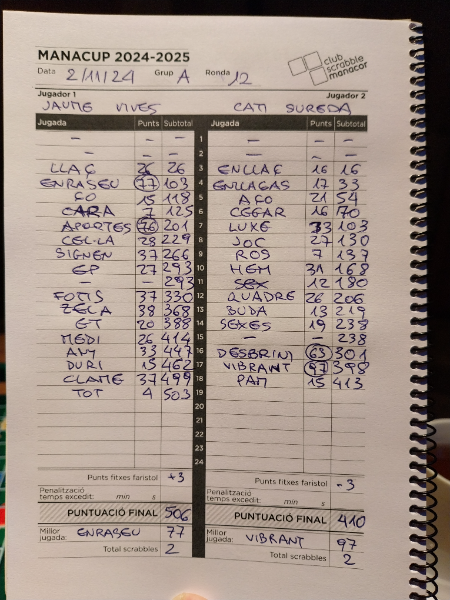 MANACUP 2024-2025
club scrabble manacor
Data 2/11/24 Grup A Ronda 12
Jugador 1 Jugador 2
JAUME VIVES CATI SUREDA
Jugada Punts Subtotal Jugada Punts Subtotal
- - - 1 - - -
- - - 2 - - -
LLAÇ 26 26 3 ENLLAÇ 16 16
ENRASEU 77 103 4 ENLLAÇAS 17 33
FO 15 118 5 AFO 21 54
CARA 7 125 6 CEGAR 16 70
APORTES 76 201 7 LUXE 33 103
CEL·LA 28 229 8 JOC 27 130
SIGNEN 37 266 9 ROS 7 137
EP 27 293 10 HEM 31 168
- - 293 11 SEX 12 180
FOTIS 37 330 12 QUADRE 26 206
ZELA 38 368 13 BUDA 13 219
ET 20 388 14 SEXES 19 238
MEDI 26 414 15 - - 238
ANY 33 447 16 DESBRINI 63 301
DURI 15 462 17 VIBRANT 97 398
CLAME 37 499 18 PAM 15 413
TOT 4 503 19
20
21
22
23
24
Punts fitxes faristol +3 Punts fitxes faristol -3
Penalització temps excedit: min s Penalització temps excedit: min s
PUNTUACIÓ FINAL 506 PUNTUACIÓ FINAL 410
Millor jugada: ENRASEU 77 Millor jugada: VIBRANT 97
Total scrabbles 2 Total scrabbles 2